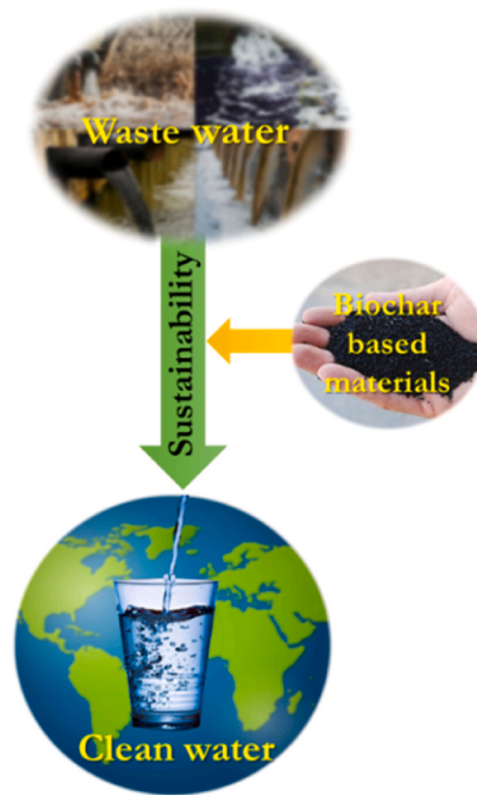 Waste water
Sustainability
Biochar
based
materials
Clean water